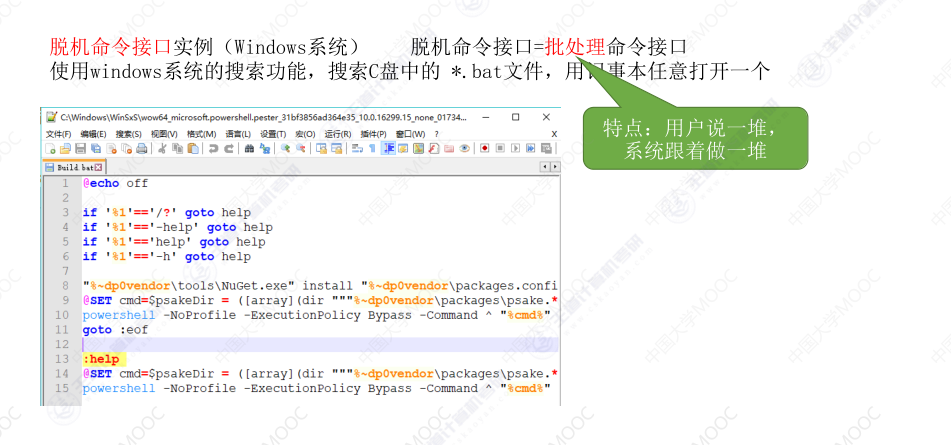 脱机命令接口实例（Windows系统） 脱机命令接口=批处理命令接口
使用windows系统的搜索功能，搜索C盘中的 *.bat文件，用记事本任意打开一个
特点：用户说一堆，
系统跟着做一堆
C:\Windows\WinSxS\wow64_microsoft.powershell.pester_31bf3856ad364e35_10.0.16299.15_none_01734...
文件(F) 编辑(E) 搜索(S) 视图(V) 格式(M) 语言(L) 设置(T) 宏(O) 运行(R) 插件(P) 窗口(W) ? X
Build.bat
1 @echo off
2
3 if '%1'=='/?' goto help
4 if '%1'=='-help' goto help
5 if '%1'=='help' goto help
6 if '%1'=='-h' goto help
7
8 "%~dp0vendor\tools\NuGet.exe" install "%~dp0vendor\packages.confi
9 @SET cmd=$psakeDir = ([array](dir """%~dp0vendor\packages\psake.*
10 powershell -NoProfile -ExecutionPolicy Bypass -Command ^ "%cmd%"
11 goto :eof
12
13 :help
14 @SET cmd=$psakeDir = ([array](dir """%~dp0vendor\packages\psake.*
15 powershell -NoProfile -ExecutionPolicy Bypass -Command ^ "%cmd%"
中国大学MOOC